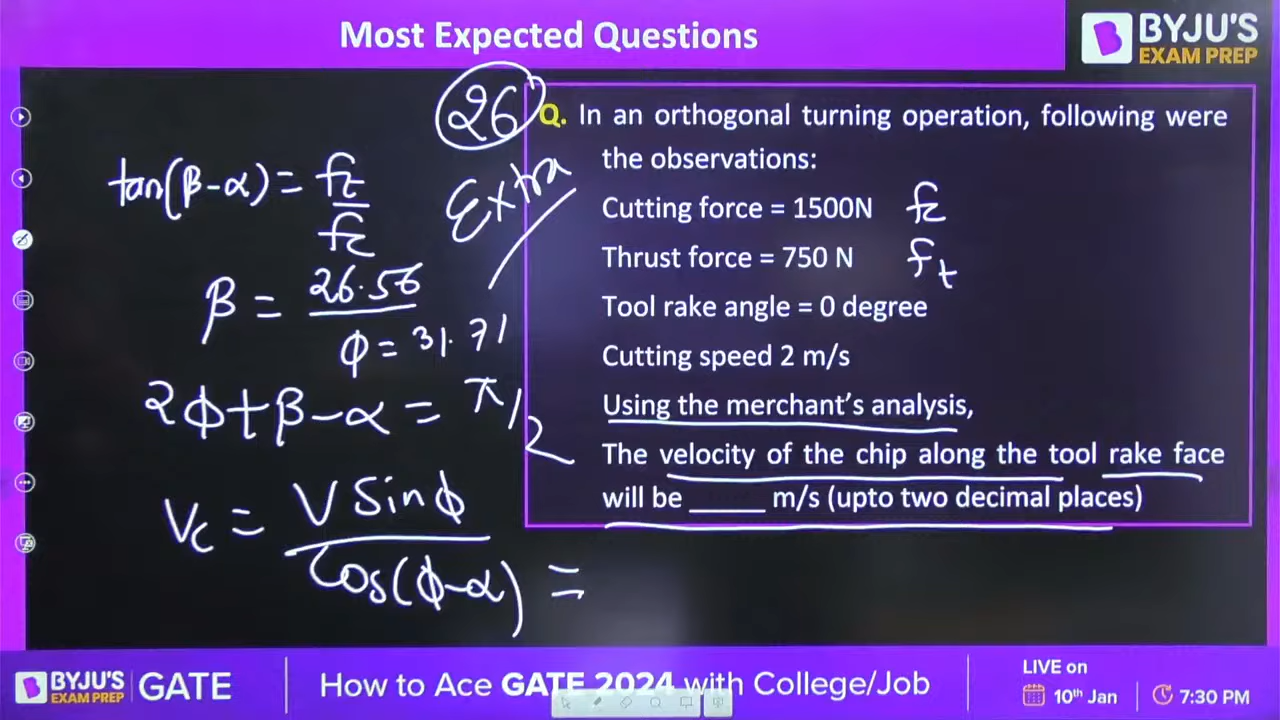 Most Expected Questions
BYJU'S
EXAM PREP
26
Extra
tan(β-α) = ft/fc
β = 26.56
φ = 31.71
2φ+β-α = π/2
Vc = V Sinφ / Cos(φ-α) =
Q. In an orthogonal turning operation, following were
the observations:
Cutting force = 1500N fc
Thrust force = 750 N ft
Tool rake angle = 0 degree
Cutting speed 2 m/s
Using the merchant's analysis,
The velocity of the chip along the tool rake face
will be _____ m/s (upto two decimal places)
BYJU'S
EXAM PREP
GATE
How to Ace GATE 2024 with College/Job
LIVE on
10th Jan
7:30 PM